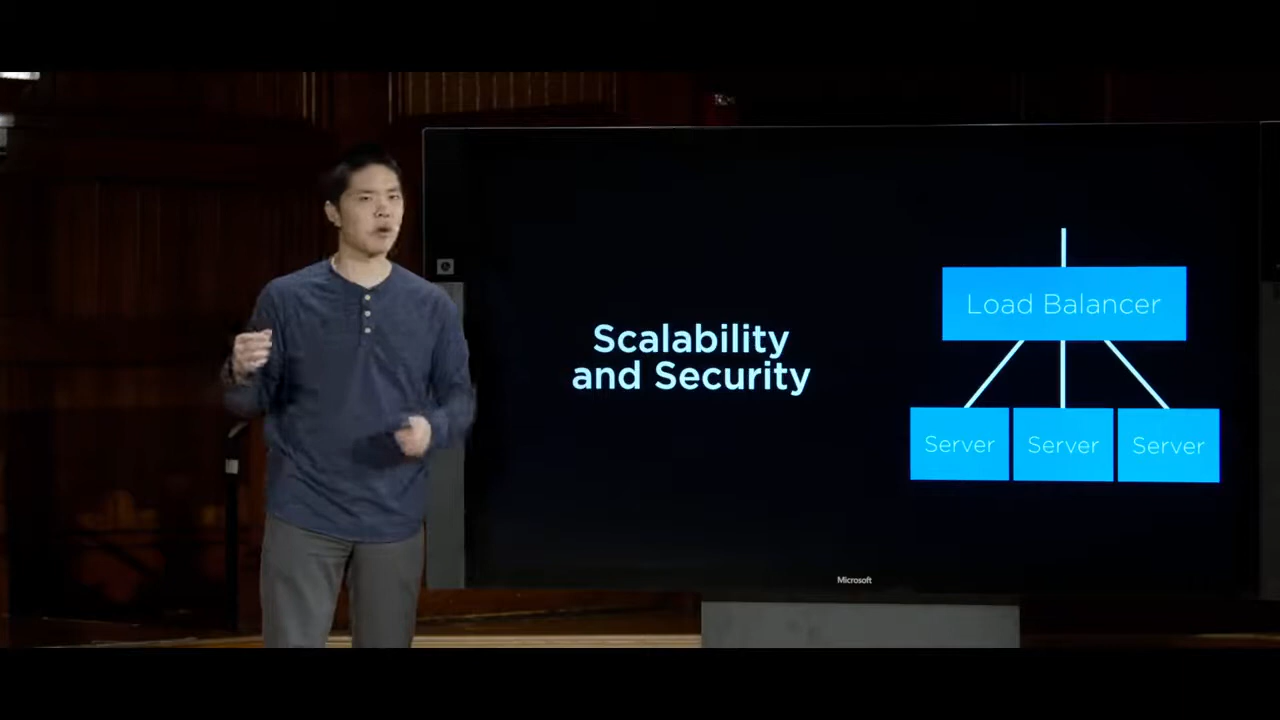 Scalability
and Security
Load Balancer
Server
Server
Server
Microsoft